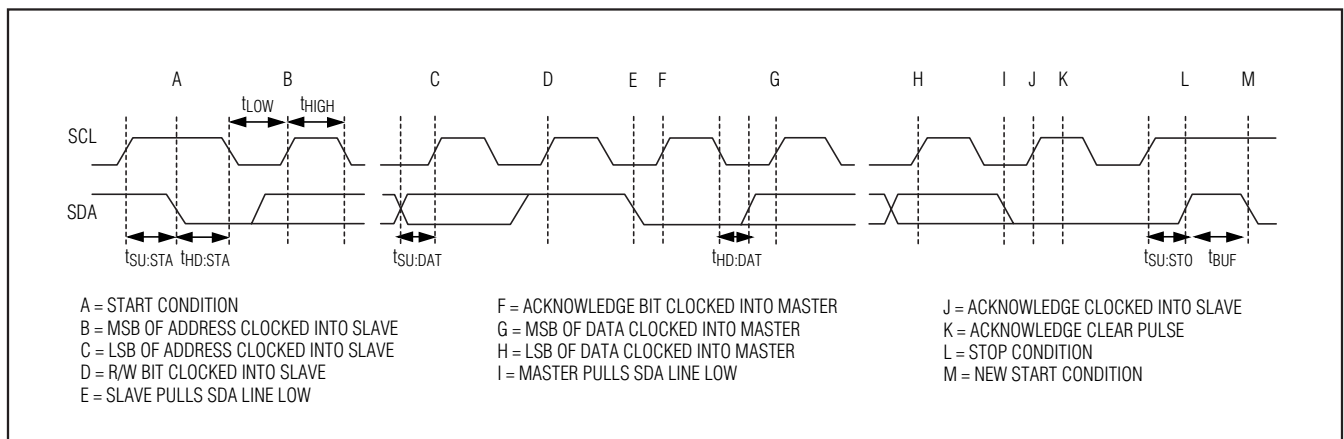 A B C D E F G H I J K L M
tLOW tHIGH
SCL
SDA
tSU:STA tHD:STA tSU:DAT tHD:DAT tSU:STO tBUF
A = START CONDITION
B = MSB OF ADDRESS CLOCKED INTO SLAVE
C = LSB OF ADDRESS CLOCKED INTO SLAVE
D = R/W BIT CLOCKED INTO SLAVE
E = SLAVE PULLS SDA LINE LOW
F = ACKNOWLEDGE BIT CLOCKED INTO MASTER
G = MSB OF DATA CLOCKED INTO MASTER
H = LSB OF DATA CLOCKED INTO MASTER
I = MASTER PULLS SDA LINE LOW
J = ACKNOWLEDGE CLOCKED INTO SLAVE
K = ACKNOWLEDGE CLEAR PULSE
L = STOP CONDITION
M = NEW START CONDITION